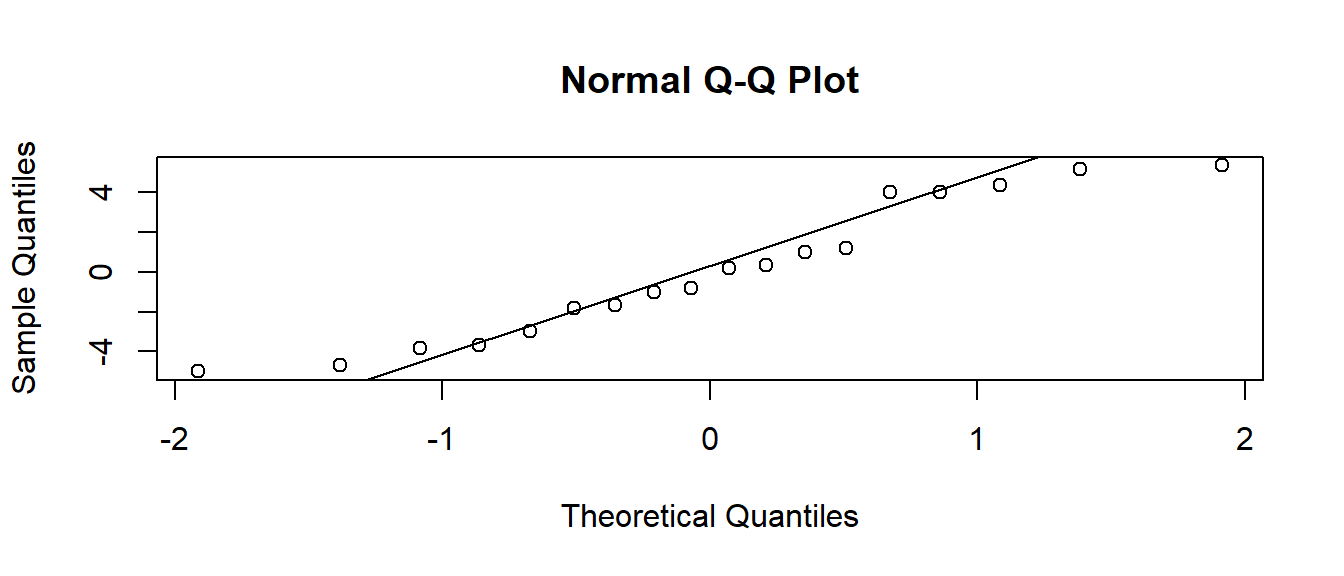 Normal Q-Q Plot
Sample Quantiles
4
0
-4
-2 -1 0 1 2
Theoretical Quantiles